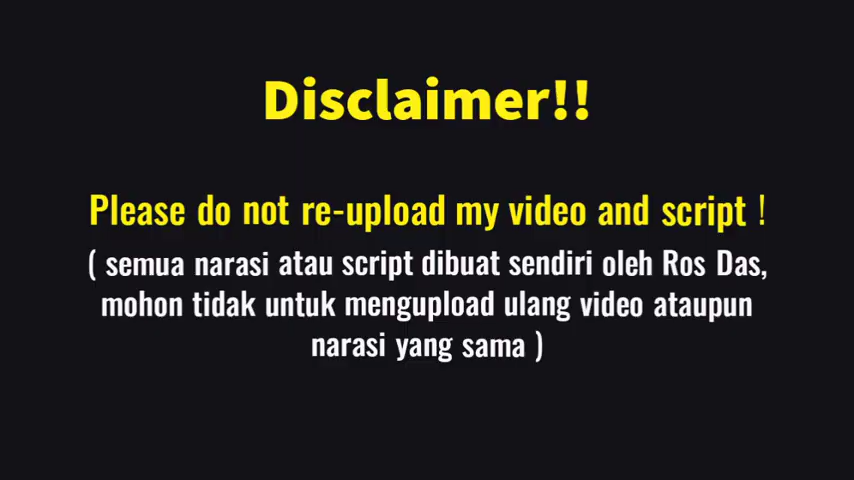 Disclaimer!!
Please do not re-upload my video and script !
( semua narasi atau script dibuat sendiri oleh Ros Das,
mohon tidak untuk mengupload ulang video ataupun
narasi yang sama )